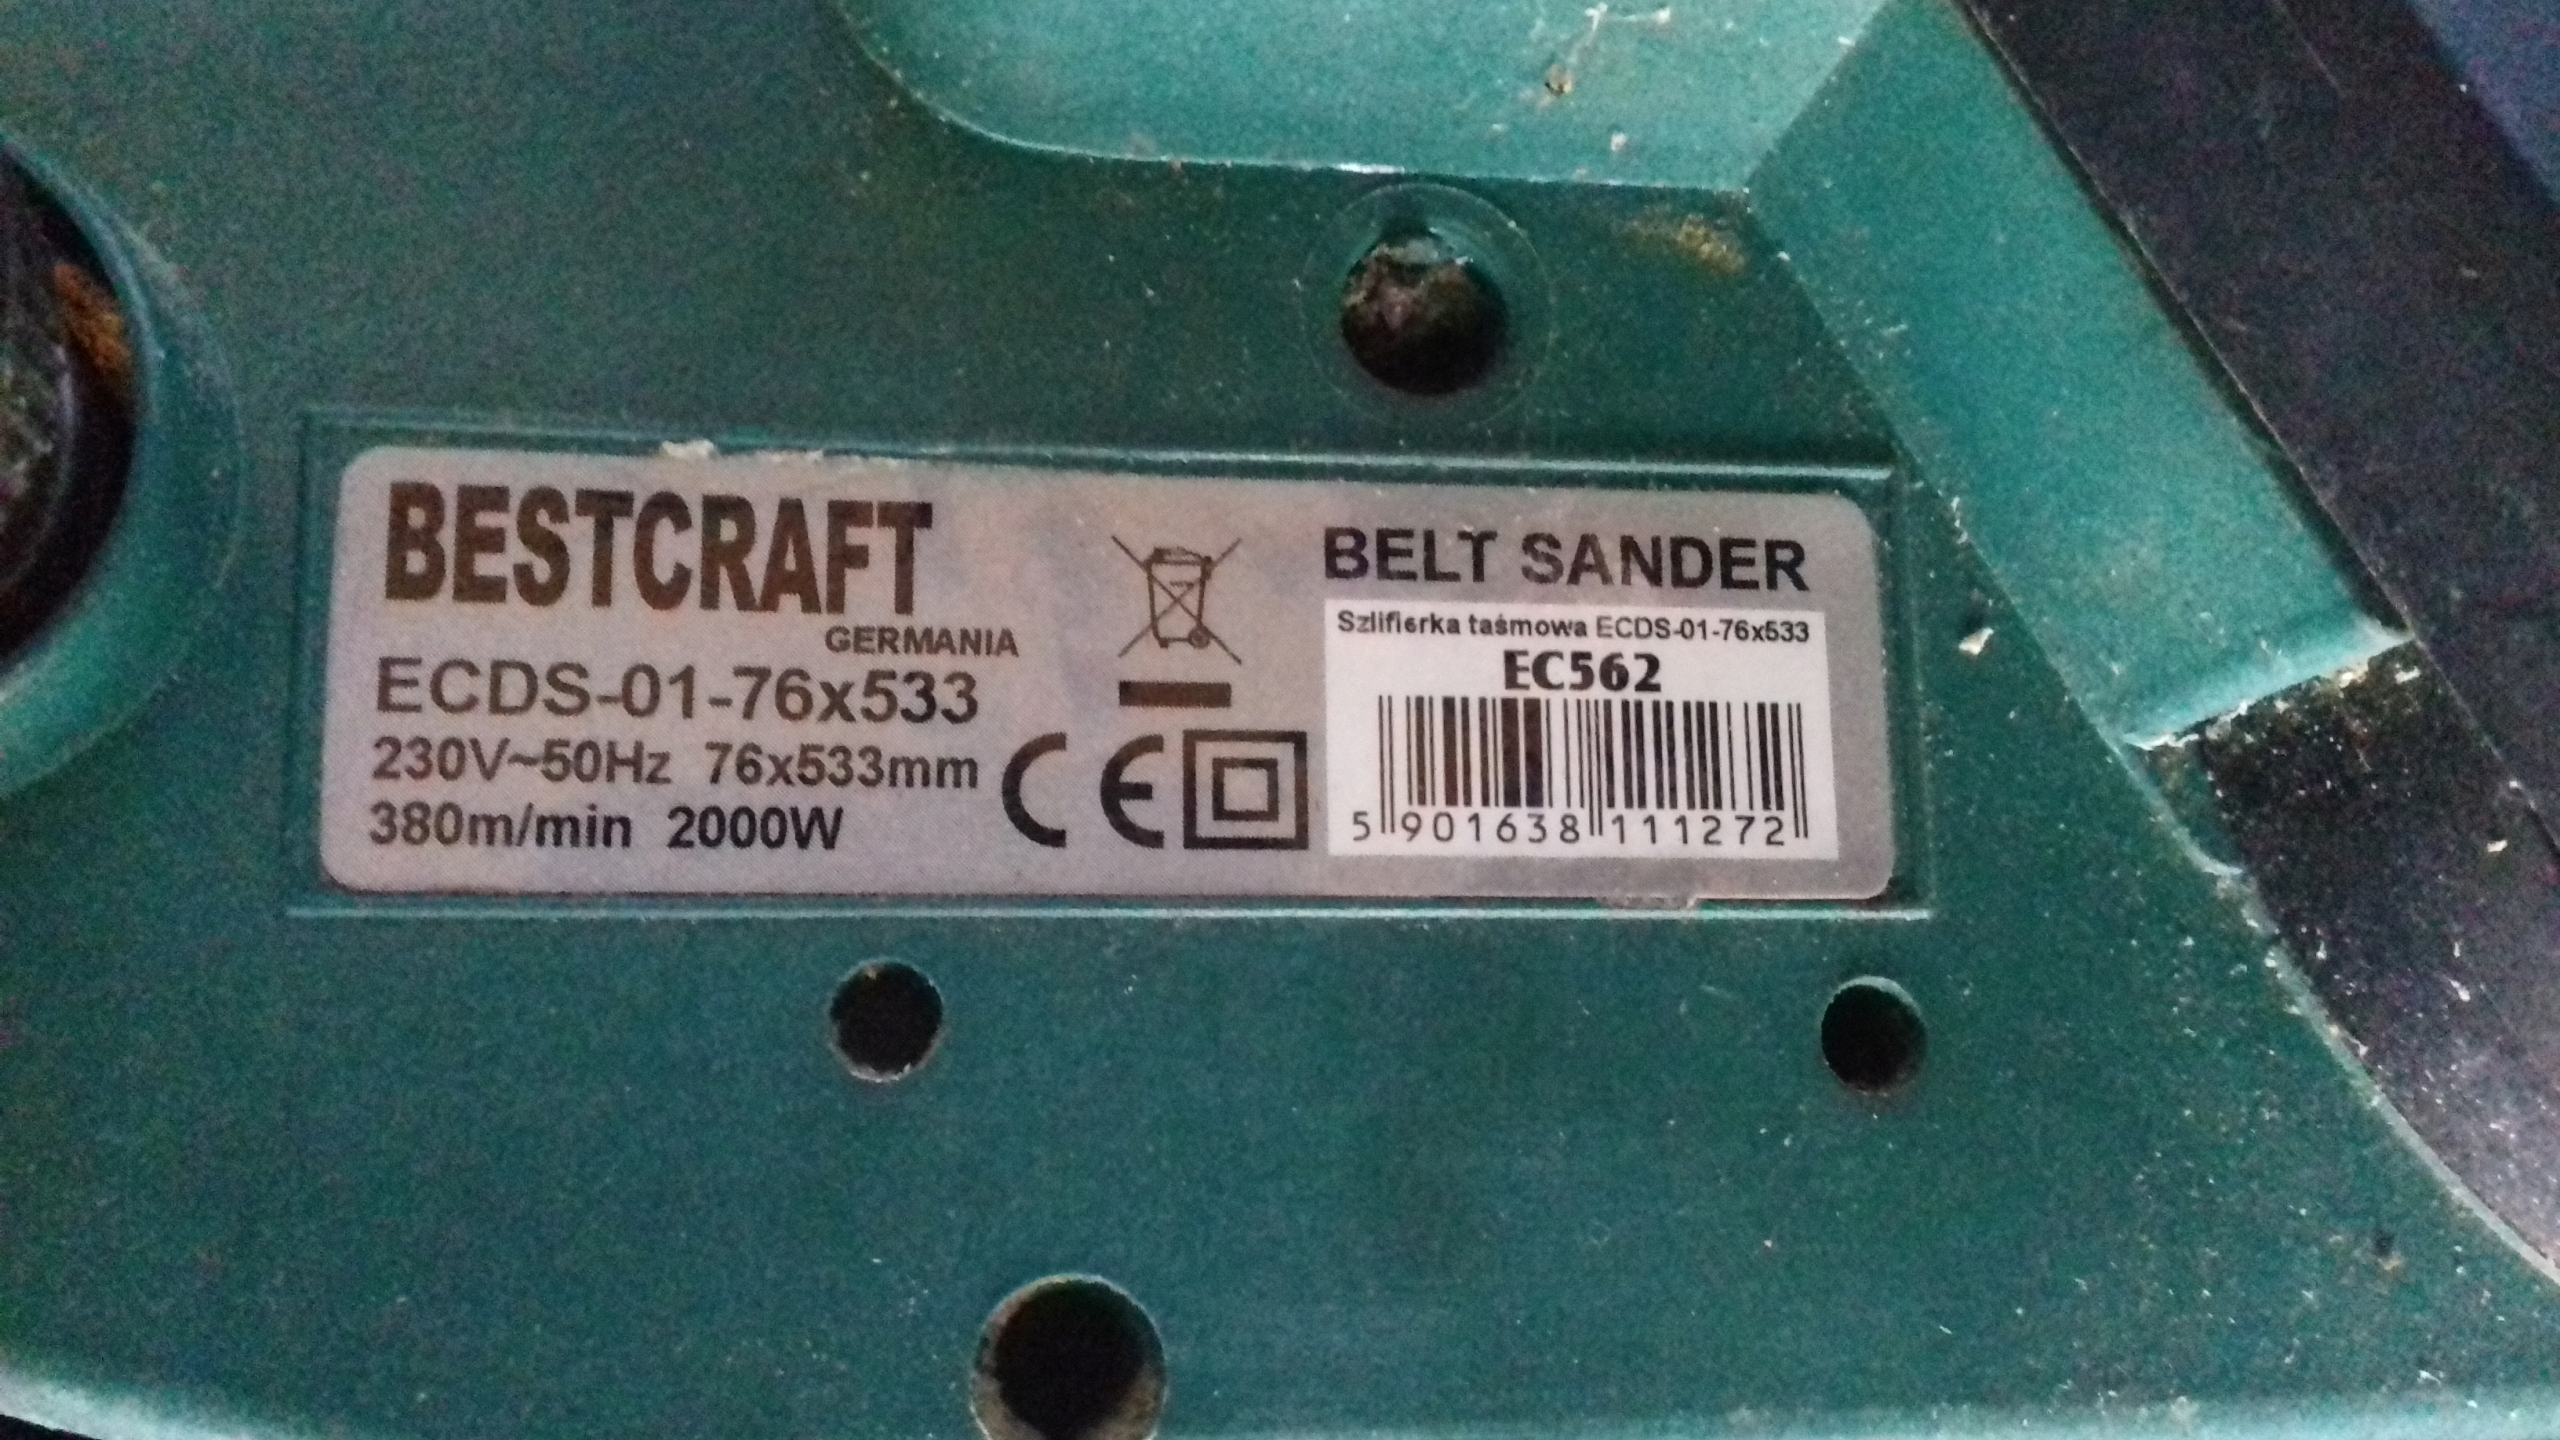 BESTCRAFT
GERMANIA
ECDS-01-76x533
230V~50Hz 76x533mm
380m/min 2000W
CE
BELT SANDER
Szlifierka taśmowa ECDS-01-76x533
EC562
5 901638 111272